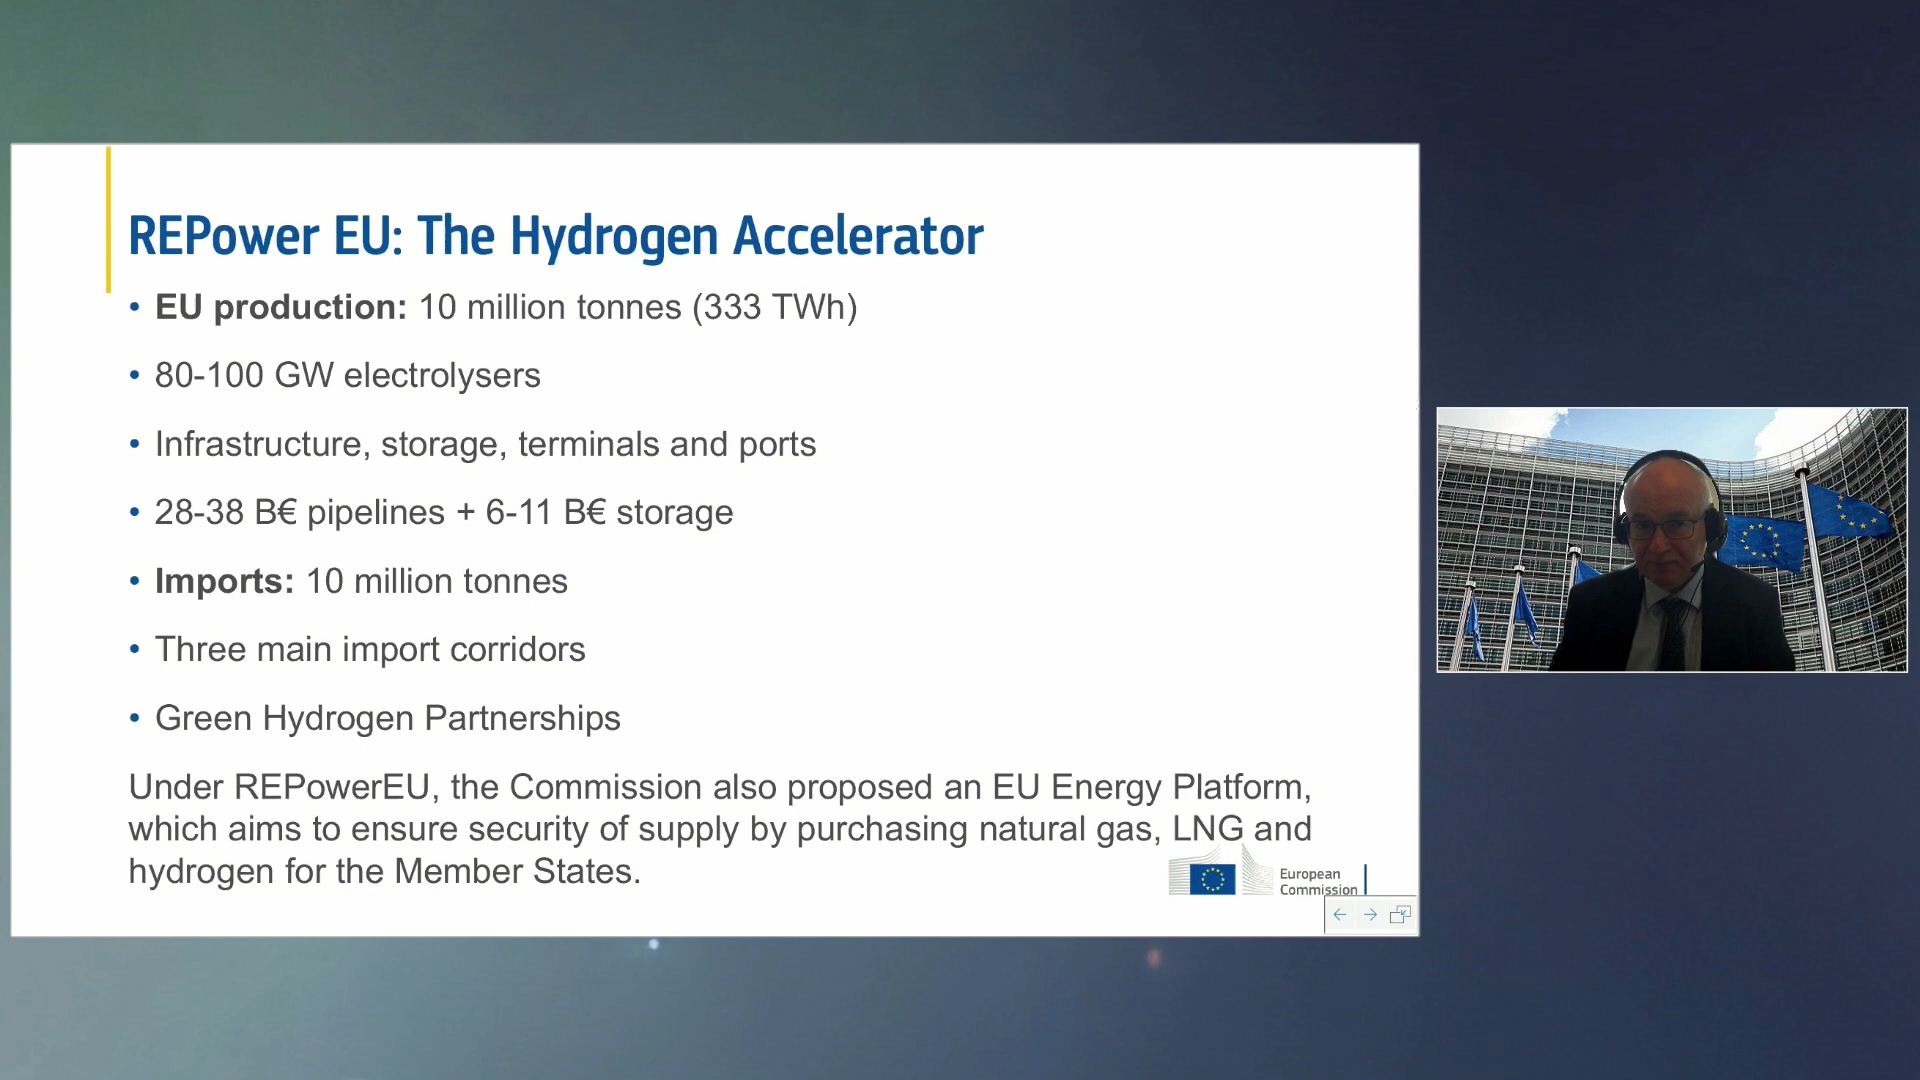 REPower EU: The Hydrogen Accelerator
• EU production: 10 million tonnes (333 TWh)
• 80-100 GW electrolysers
• Infrastructure, storage, terminals and ports
• 28-38 B€ pipelines + 6-11 B€ storage
• Imports: 10 million tonnes
• Three main import corridors
• Green Hydrogen Partnerships
Under REPowerEU, the Commission also proposed an EU Energy Platform,
which aims to ensure security of supply by purchasing natural gas, LNG and
hydrogen for the Member States.
European
Commission